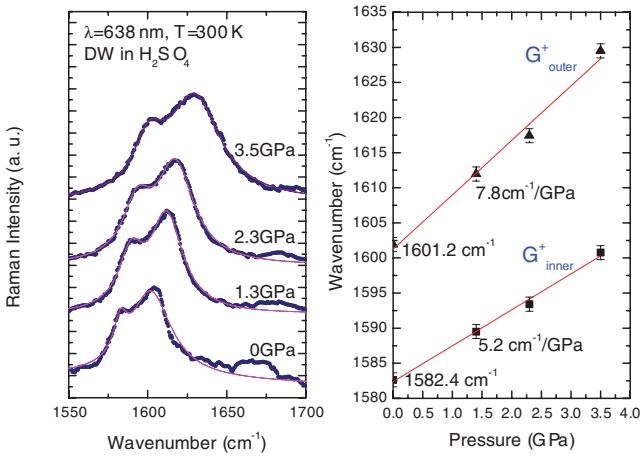 λ=638 nm, T=300 K
DW in H₂SO₄
3.5GPa
2.3GPa
1.3GPa
0GPa
Raman Intensity (a. u.)
1550 1600 1650 1700
Wavenumber (cm⁻¹)
Wavenumber (cm⁻¹)
1635
1630
1625
1620
1615
1610
1605
1600
1595
1590
1585
1580
G⁺outer
7.8cm⁻¹/GPa
1601.2 cm⁻¹
G⁺inner
5.2 cm⁻¹/GPa
1582.4 cm⁻¹
0.0 0.5 1.0 1.5 2.0 2.5 3.0 3.5 4.0
Pressure (GPa)